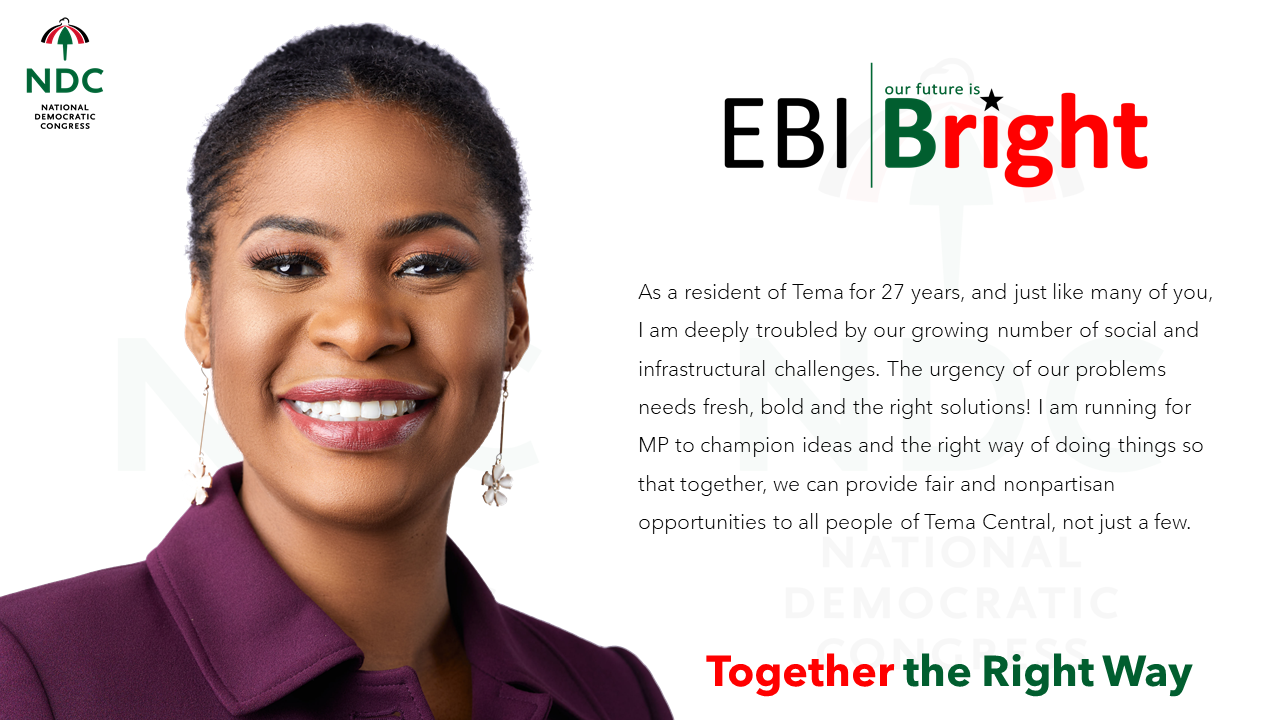 NDC
NATIONAL
DEMOCRATIC
CONGRESS
our future is
EBI Bright
As a resident of Tema for 27 years, and just like many of you,
I am deeply troubled by our growing number of social and
infrastructural challenges. The urgency of our problems
needs fresh, bold and the right solutions! I am running for
MP to champion ideas and the right way of doing things so
that together, we can provide fair and nonpartisan
opportunities to all people of Tema Central, not just a few.
NDC
NATIONAL
DEMOCRATIC
CONGRESS
Together the Right Way